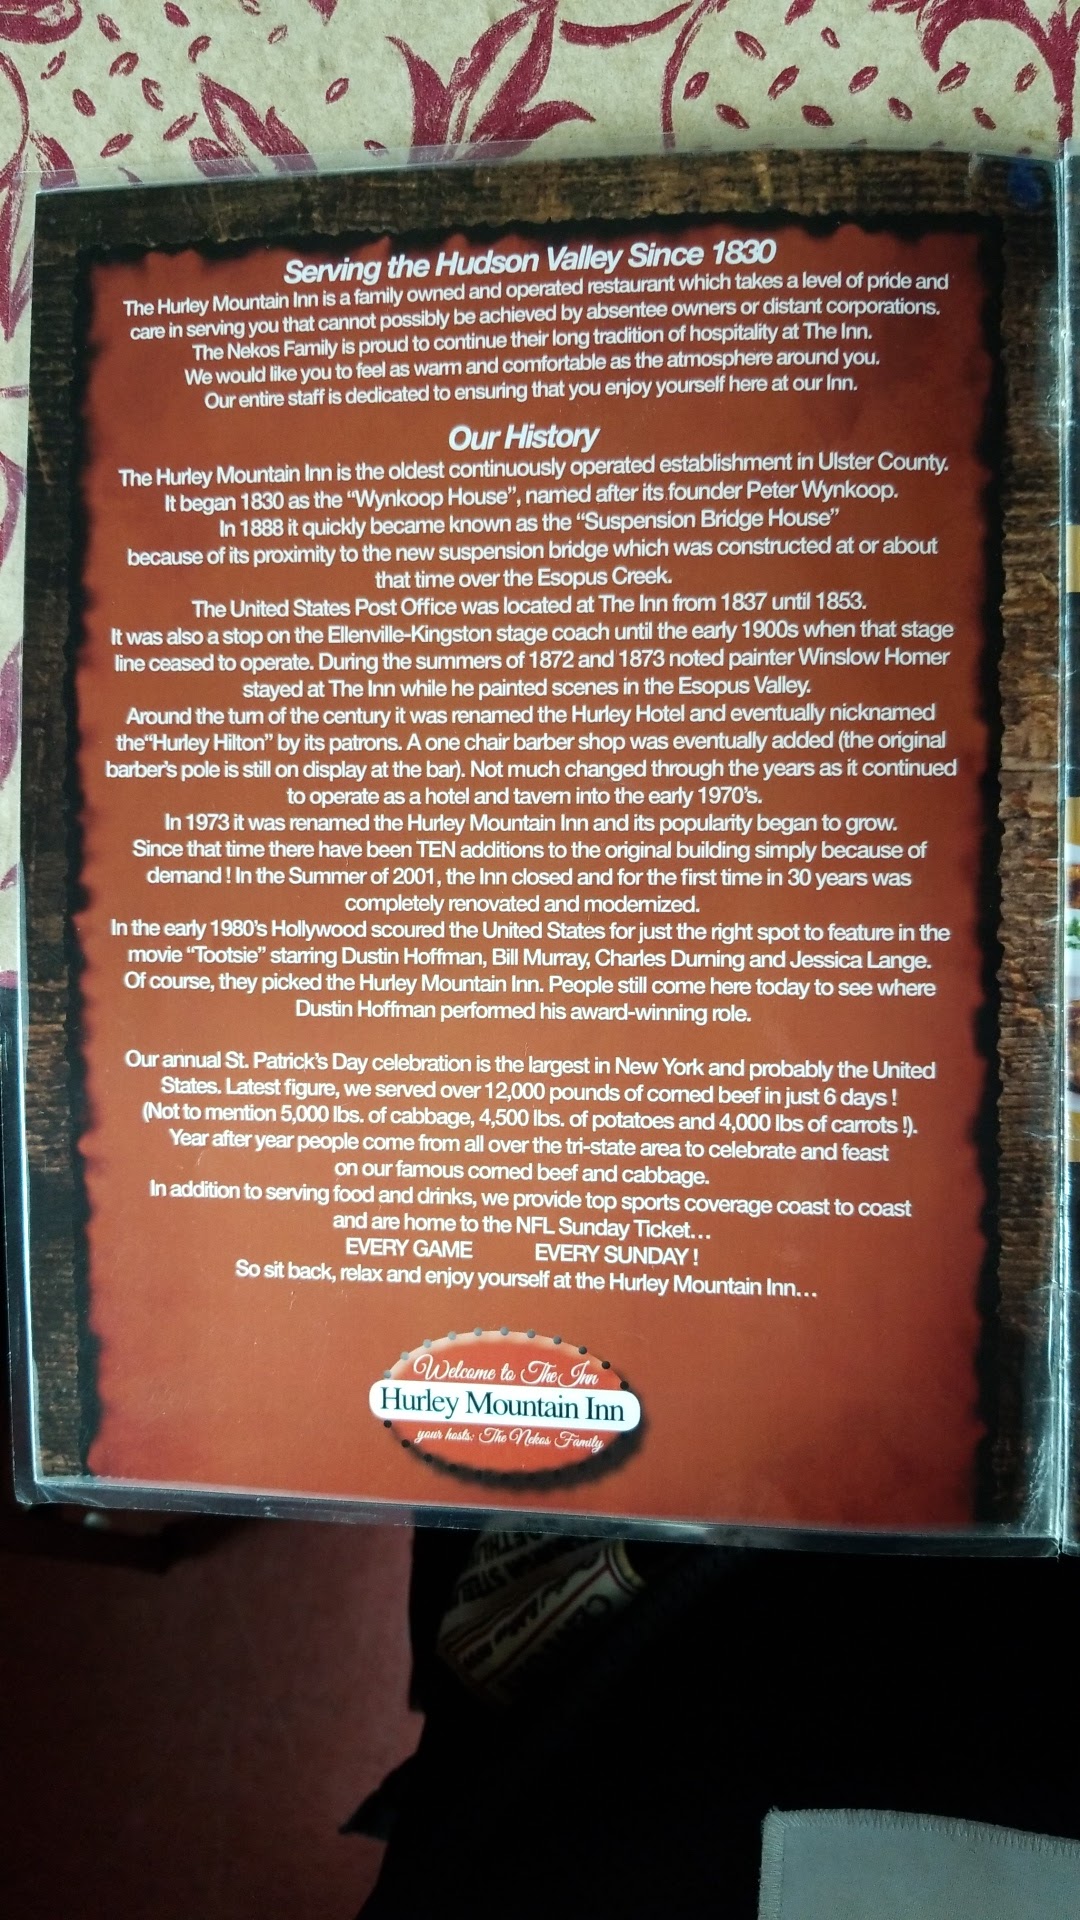 Serving the Hudson Valley Since 1830
The Hurley Mountain Inn is a family owned and operated restaurant which takes a level of pride and
care in serving you that cannot possibly be achieved by absentee owners or distant corporations.
The Nekos Family is proud to continue their long tradition of hospitality at The Inn.
We would like you to feel as warm and comfortable as the atmosphere around you.
Our entire staff is dedicated to ensuring that you enjoy yourself here at our Inn.
Our History
The Hurley Mountain Inn is the oldest continuously operated establishment in Ulster County.
It began 1830 as the “Wynkoop House”, named after its founder Peter Wynkoop.
In 1888 it quickly became known as the “Suspension Bridge House”
because of its proximity to the new suspension bridge which was constructed at or about
that time over the Esopus Creek.
The United States Post Office was located at The Inn from 1837 until 1853.
It was also a stop on the Ellenville-Kingston stage coach until the early 1900s when that stage
line ceased to operate. During the summers of 1872 and 1873 noted painter Winslow Homer
stayed at The Inn while he painted scenes in the Esopus Valley.
Around the turn of the century it was renamed the Hurley Hotel and eventually nicknamed
the“Hurley Hilton” by its patrons. A one chair barber shop was eventually added (the original
barber's pole is still on display at the bar). Not much changed through the years as it continued
to operate as a hotel and tavern into the early 1970's.
In 1973 it was renamed the Hurley Mountain Inn and its popularity began to grow.
Since that time there have been TEN additions to the original building simply because of
demand ! In the Summer of 2001, the Inn closed and for the first time in 30 years was
completely renovated and modernized.
In the early 1980's Hollywood scoured the United States for just the right spot to feature in the
movie “Tootsie” starring Dustin Hoffman, Bill Murray, Charles Durning and Jessica Lange.
Of course, they picked the Hurley Mountain Inn. People still come here today to see where
Dustin Hoffman performed his award-winning role.
Our annual St. Patrick's Day celebration is the largest in New York and probably the United
States. Latest figure, we served over 12,000 pounds of corned beef in just 6 days !
(Not to mention 5,000 lbs. of cabbage, 4,500 lbs. of potatoes and 4,000 lbs of carrots !).
Year after year people come from all over the tri-state area to celebrate and feast
on our famous corned beef and cabbage.
In addition to serving food and drinks, we provide top sports coverage coast to coast
and are home to the NFL Sunday Ticket...
EVERY GAME EVERY SUNDAY !
So sit back, relax and enjoy yourself at the Hurley Mountain Inn...
Welcome to The Inn
Hurley Mountain Inn
your hosts: The Nekos Family